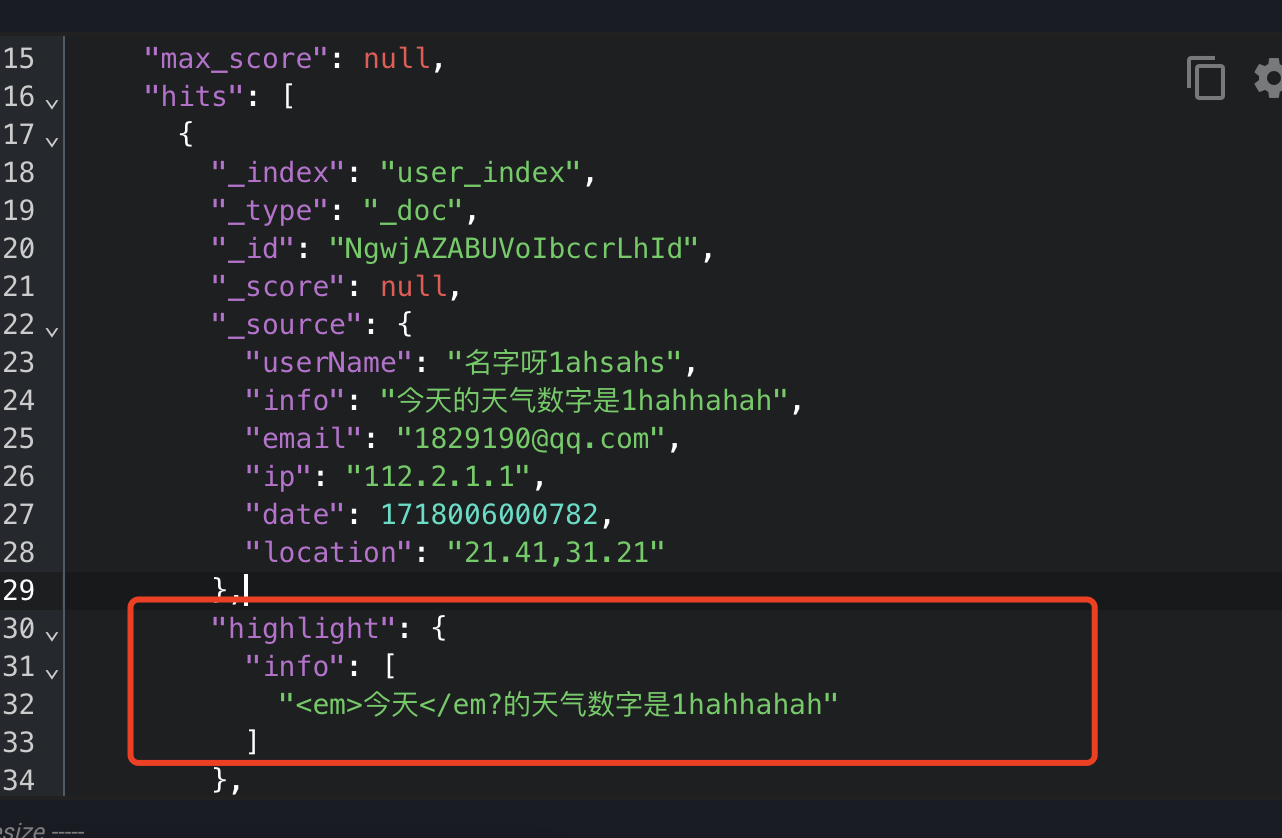 15 "max_score": null,
16 "hits": [
17 {
18 "_index": "user_index",
19 "_type": "_doc",
20 "_id": "NgwjAZABUVoIbccrLhId",
21 "_score": null,
22 "_source": {
23 "userName": "名字呀1ahsahs",
24 "info": "今天的天气数字是1hahhahah",
25 "email": "1829190@qq.com",
26 "ip": "112.2.1.1",
27 "date": 1718006000782,
28 "location": "21.41,31.21"
29 },
30 "highlight": {
31 "info": [
32 "<em>今天</em?的天气数字是1hahhahah"
33 ]
34 },
esize -----